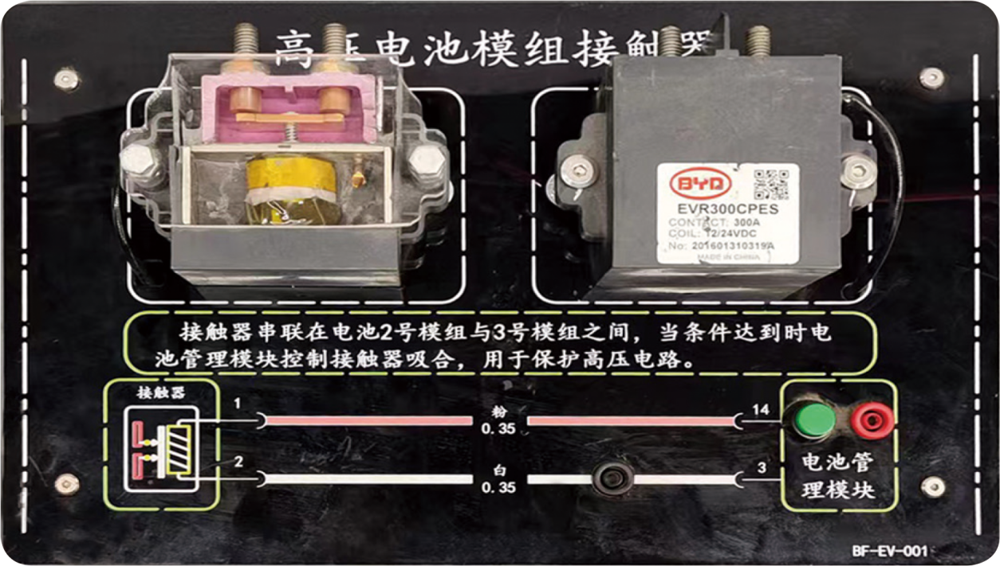 高压电池模组接触器
BYD
EVR300CPES
CONTACT: 300A
COIL: 12/24VDC
No: 201601310319A
MADE IN CHINA
接触器串联在电池2号模组与3号模组之间，当条件达到时电
池管理模块控制接触器吸合，用于保护高压电路。
接触器
1
粉
0.35
14
2
白
0.35
3
电池管
理模块
BF-EV-001